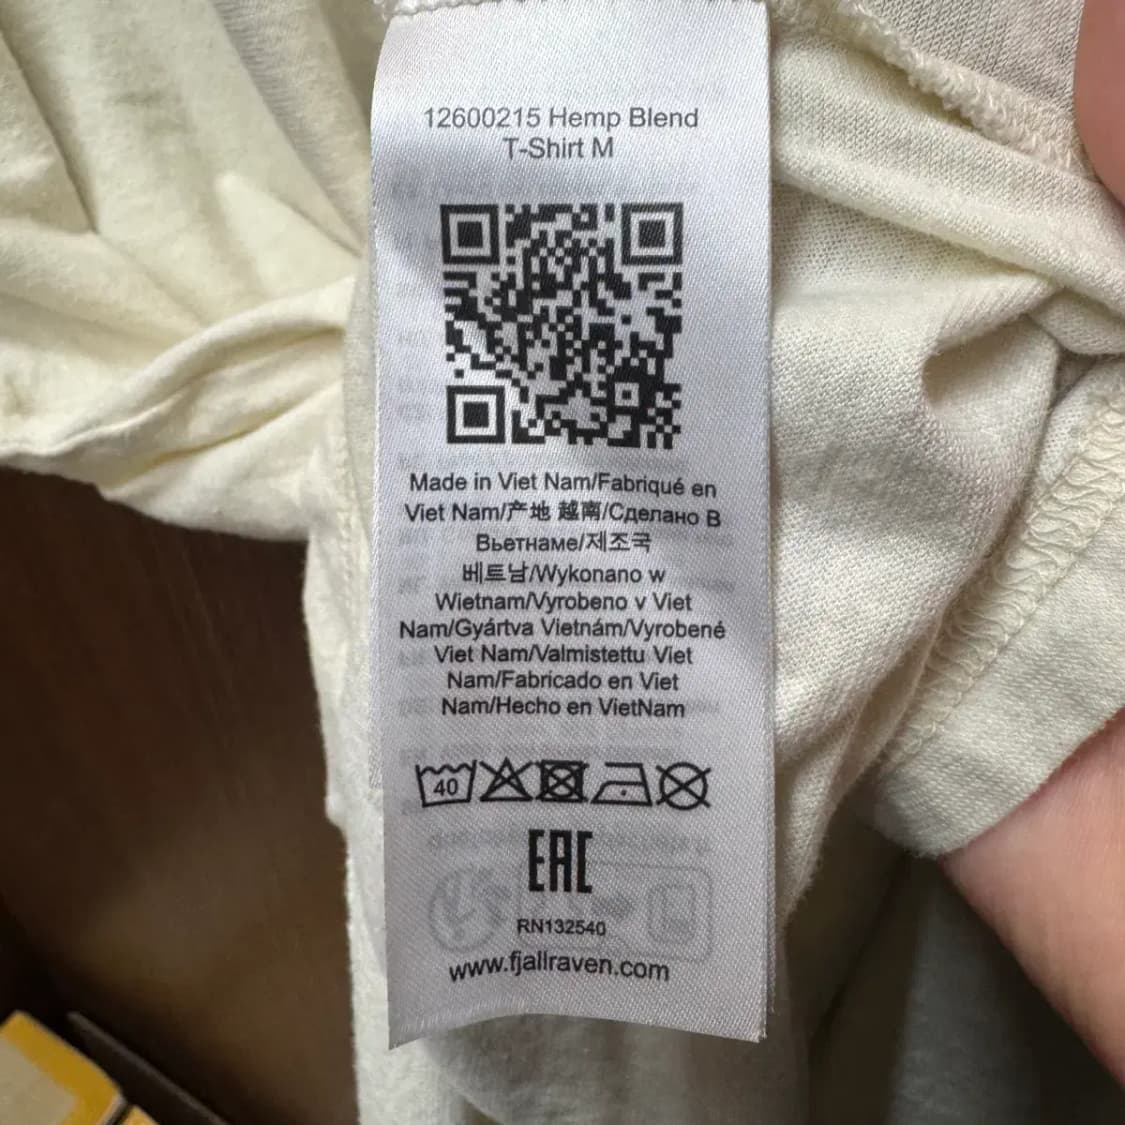 12600215 Hemp Blend
T-Shirt M
Made in Viet Nam/Fabriqué en
Viet Nam/产地 越南/Сделано В
Вьетнаме/제조국
베트남/Wykonano w
Wietnam/Vyrobeno v Viet
Nam/Gyártva Vietnám/Vyrobené
Viet Nam/Valmistettu Viet
Nam/Fabricado en Viet
Nam/Hecho en VietNam
40
EAC
RN132540
www.fjallraven.com